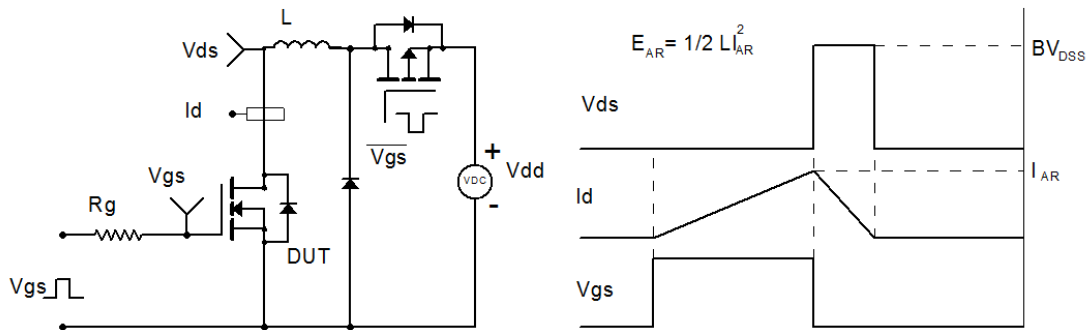 L
Vds
Id
Vgs
Vgs
+
VDC
Vdd
-
Rg
DUT
Vgs
E_AR = 1/2 LI_AR^2
BV_DSS
Vds
I_AR
Id
Vgs